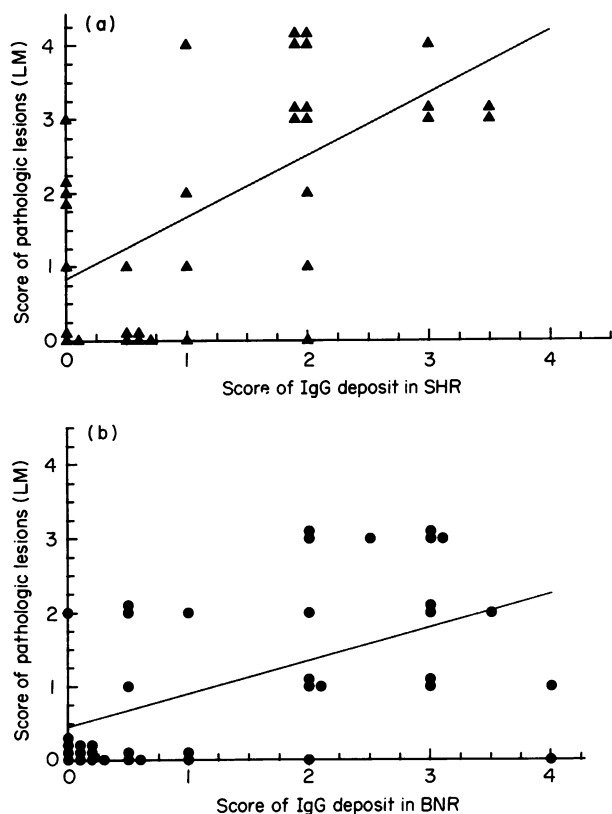 (a)
Score of pathologic lesions (LM)
4
3
2
1
0
0 1 2 3 4
Score of IgG deposit in SHR
(b)
Score of pathologic lesions (LM)
4
3
2
1
0
0 1 2 3 4
Score of IgG deposit in BNR